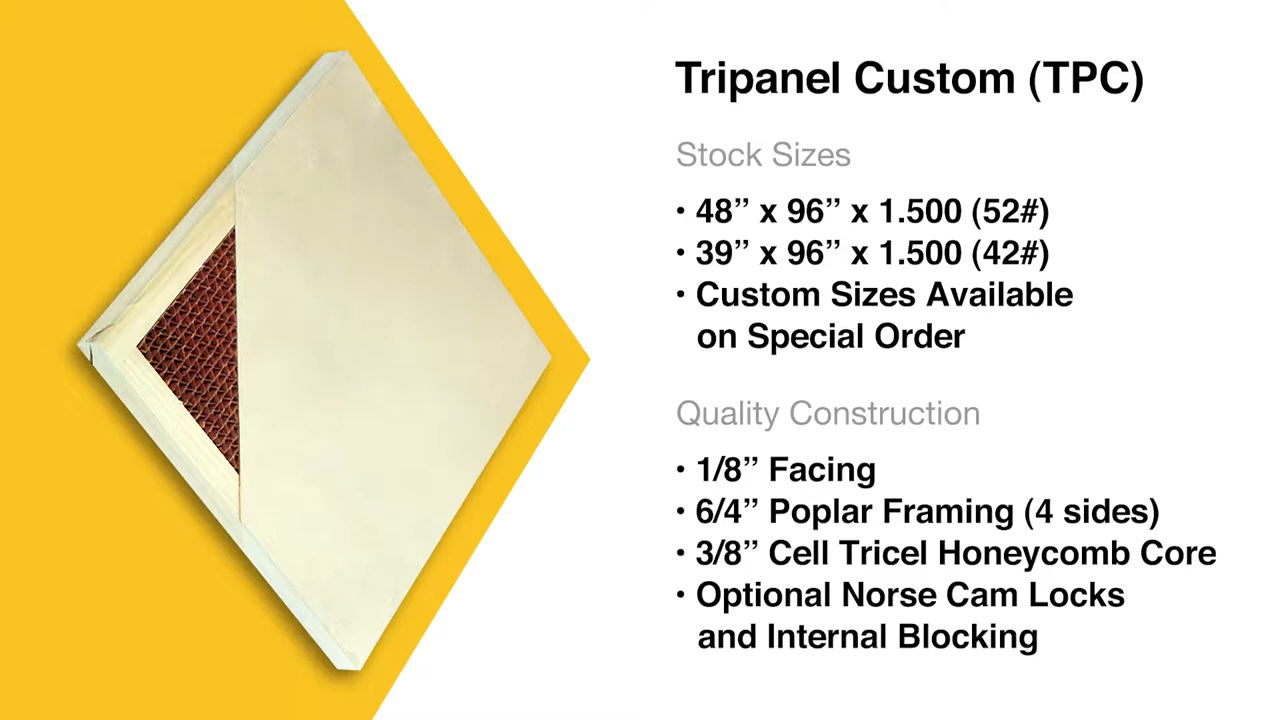 Tripanel Custom (TPC)
Stock Sizes
• 48” x 96” x 1.500 (52#)
• 39” x 96” x 1.500 (42#)
• Custom Sizes Available
on Special Order
Quality Construction
• 1/8” Facing
• 6/4” Poplar Framing (4 sides)
• 3/8” Cell Tricel Honeycomb Core
• Optional Norse Cam Locks
and Internal Blocking